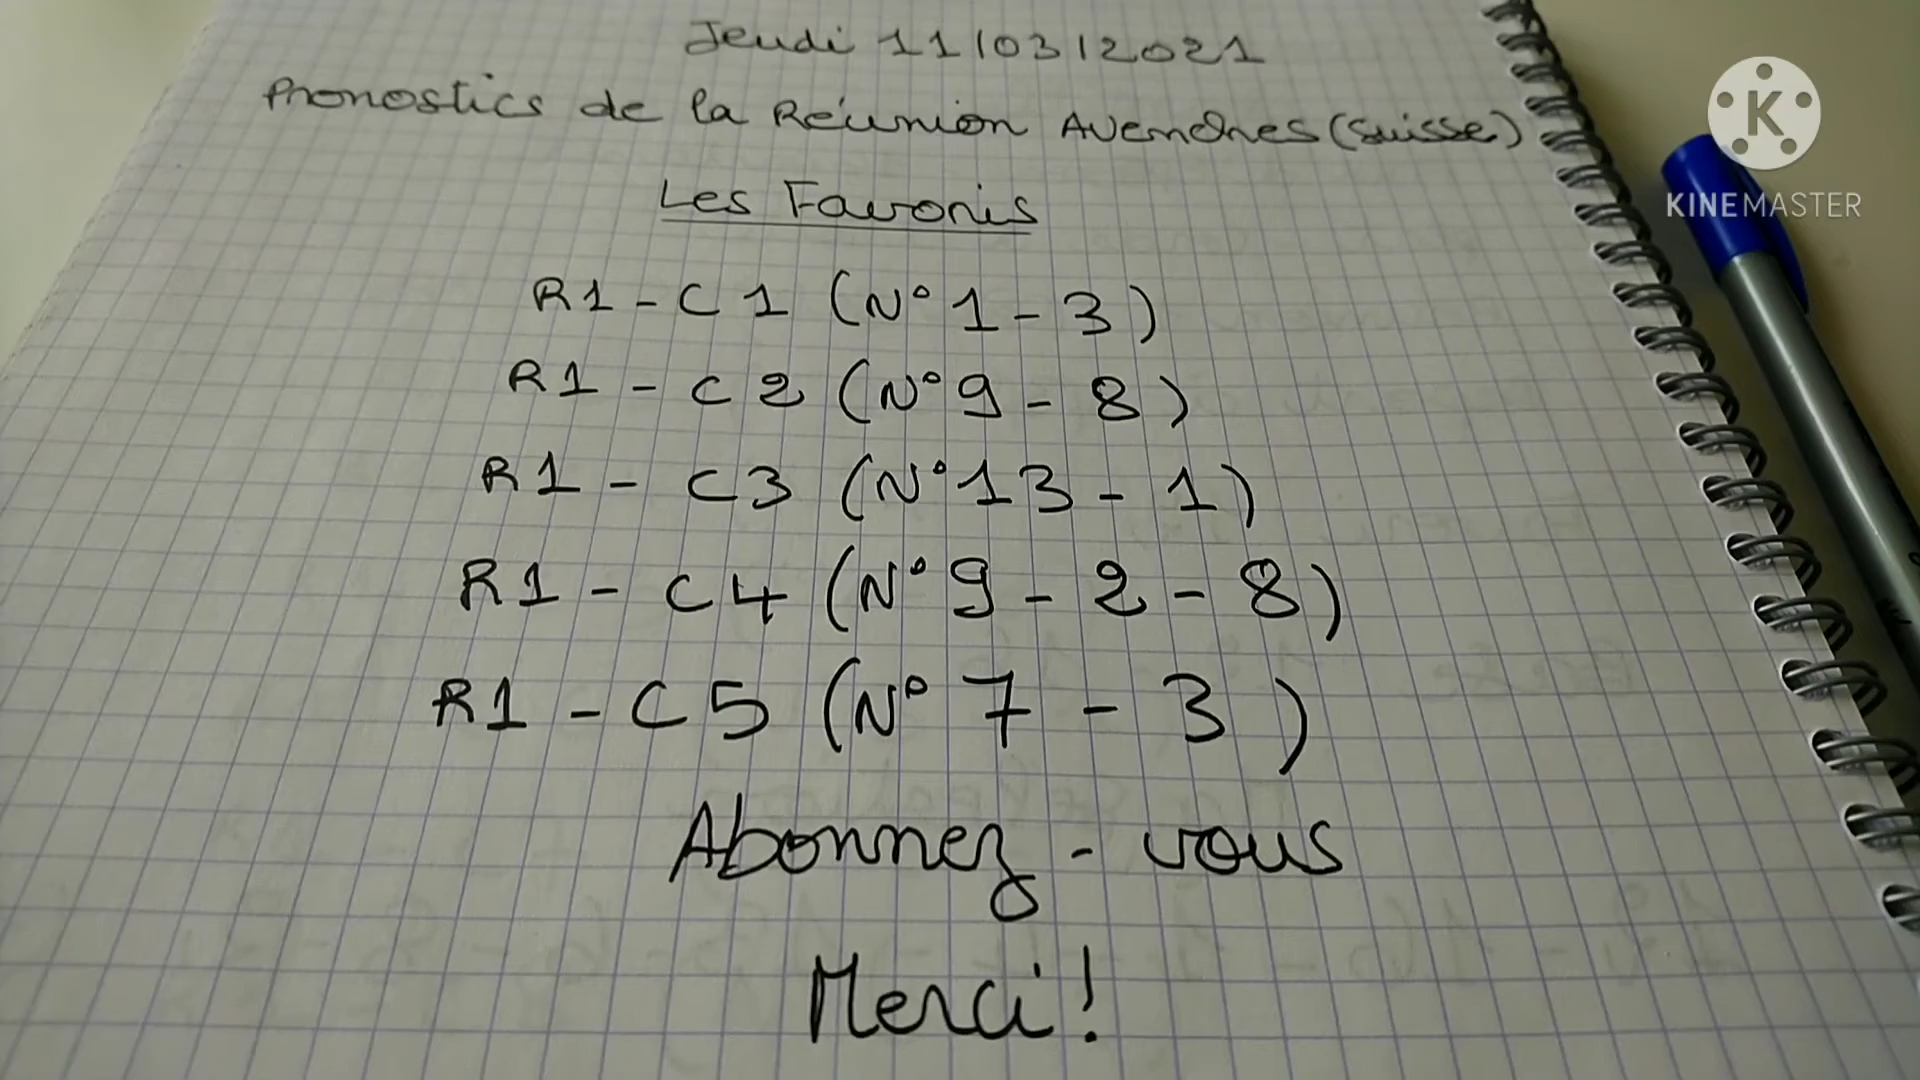 Jeudi 11/03/2021
Pronostics de la Réunion Avenches (Suisse)
Les Favoris
R1 - C1 (N° 1 - 3)
R1 - C2 (N° 9 - 8)
R1 - C3 (N° 13 - 1)
R1 - C4 (N° 9 - 2 - 8)
R1 - C5 (N° 7 - 3)
Abonnez - vous
Merci !
K
KINEMASTER